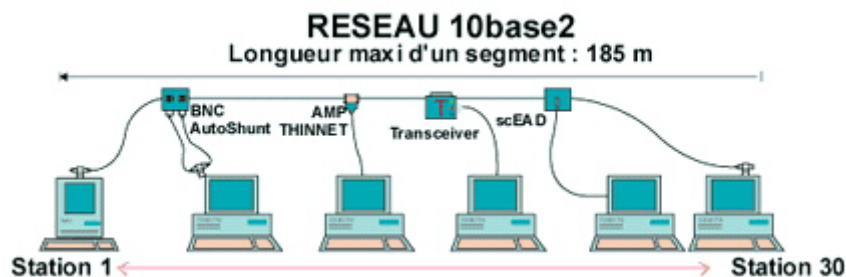 RESEAU 10base2
Longueur maxi d'un segment : 185 m
BNC
AutoShunt
AMP
THINNET
T
Transceiver
scEAD
Station 1
Station 30